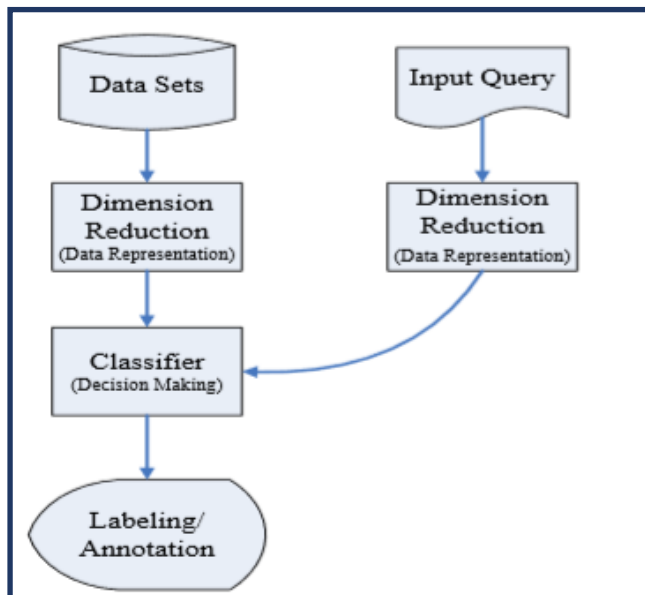 Data Sets
Input Query
Dimension
Reduction
(Data Representation)
Dimension
Reduction
(Data Representation)
Classifier
(Decision Making)
Labeling/
Annotation